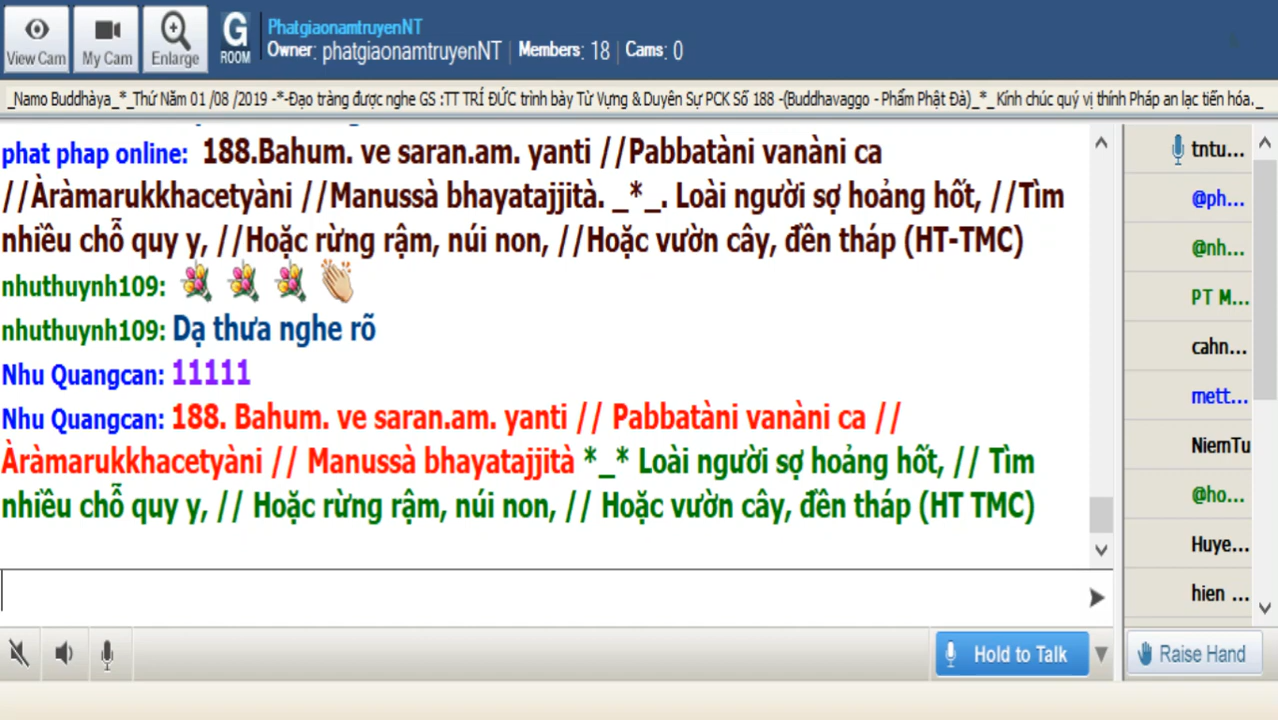 PhatgiaonamtruyenNT
View Cam My Cam Enlarge G ROOM Owner: phatgiaonamtruyenNT | Members: 18 | Cams: 0
_Namo Buddhàya_*_Thứ Năm 01 /08 /2019 -*-Đạo tràng được nghe GS :TT TRÍ ĐỨC trình bày Từ Vựng & Duyên Sự PCK Số 188 -(Buddhavaggo - Phẩm Phật Đà)_*_ Kính chúc quý vị thính Pháp an lạc tiến hóa._
phat phap online: 188.Bahum. ve saran.am. yanti //Pabbatàni vanàni ca
//Àràmarukkhacetyàni //Manussà bhayatajjità. _*_. Loài người sợ hoảng hốt, //Tìm
nhiều chỗ quy y, //Hoặc rừng rậm, núi non, //Hoặc vườn cây, đền tháp (HT-TMC)
nhuthuynh109:
nhuthuynh109: Dạ thưa nghe rõ
Nhu Quangcan: 11111
Nhu Quangcan: 188. Bahum. ve saran.am. yanti // Pabbatàni vanàni ca //
Àràmarukkhacetyàni // Manussà bhayatajjità *_* Loài người sợ hoảng hốt, // Tìm
nhiều chỗ quy y, // Hoặc rừng rậm, núi non, // Hoặc vườn cây, đền tháp (HT TMC)
tntu...
@ph...
@nh...
PT M...
cahn...
mett...
NiemTu
@ho...
Huye...
hien ...
Hold to Talk
Raise Hand